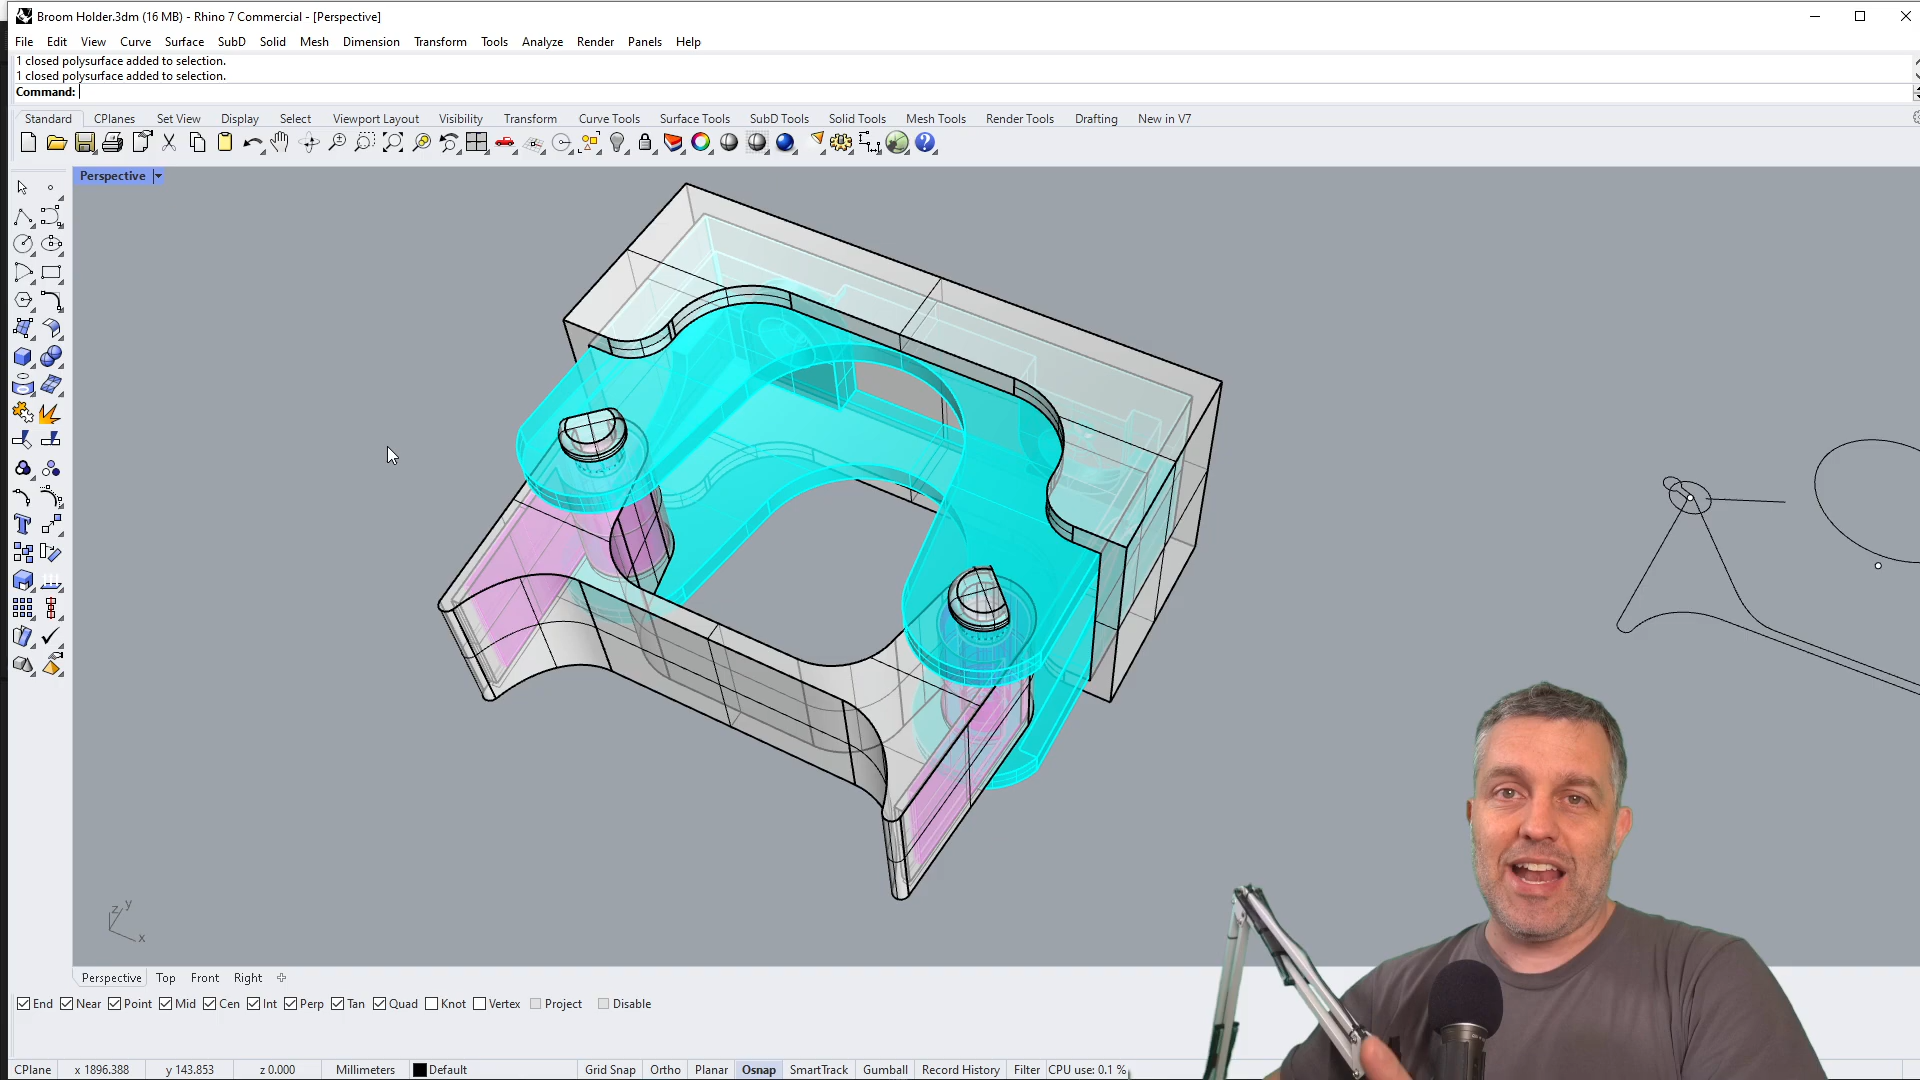 Broom Holder.3dm (16 MB) - Rhino 7 Commercial - [Perspective]
File Edit View Curve Surface SubD Solid Mesh Dimension Transform Tools Analyze Render Panels Help
1 closed polysurface added to selection.
1 closed polysurface added to selection.
Command:
Standard CPlanes Set View Display Select Viewport Layout Visibility Transform Curve Tools Surface Tools SubD Tools Solid Tools Mesh Tools Render Tools Drafting New in V7
Perspective
z y
x
Perspective Top Front Right
End Near Point Mid Cen Int Perp Tan Quad Knot Vertex Project Disable
CPlane x 1896.388 y 143.853 z 0.000 Millimeters Default Grid Snap Ortho Planar Osnap SmartTrack Gumball Record History Filter CPU use: 0.1 %